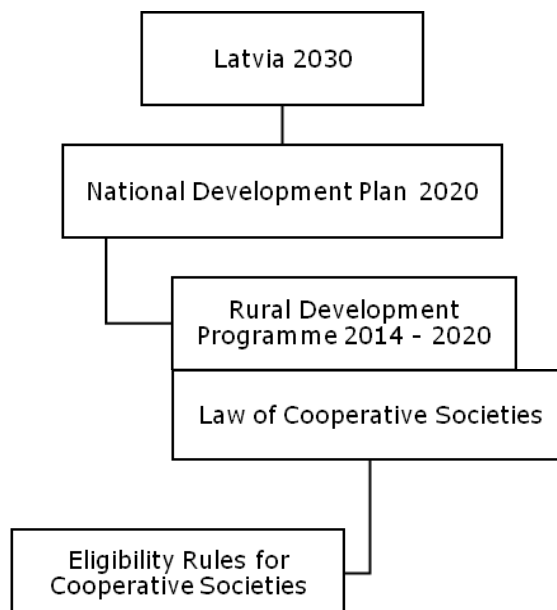 Latvia 2030
National Development Plan 2020
Rural Development
Programme 2014 - 2020
Law of Cooperative Societies
Eligibility Rules for
Cooperative Societies